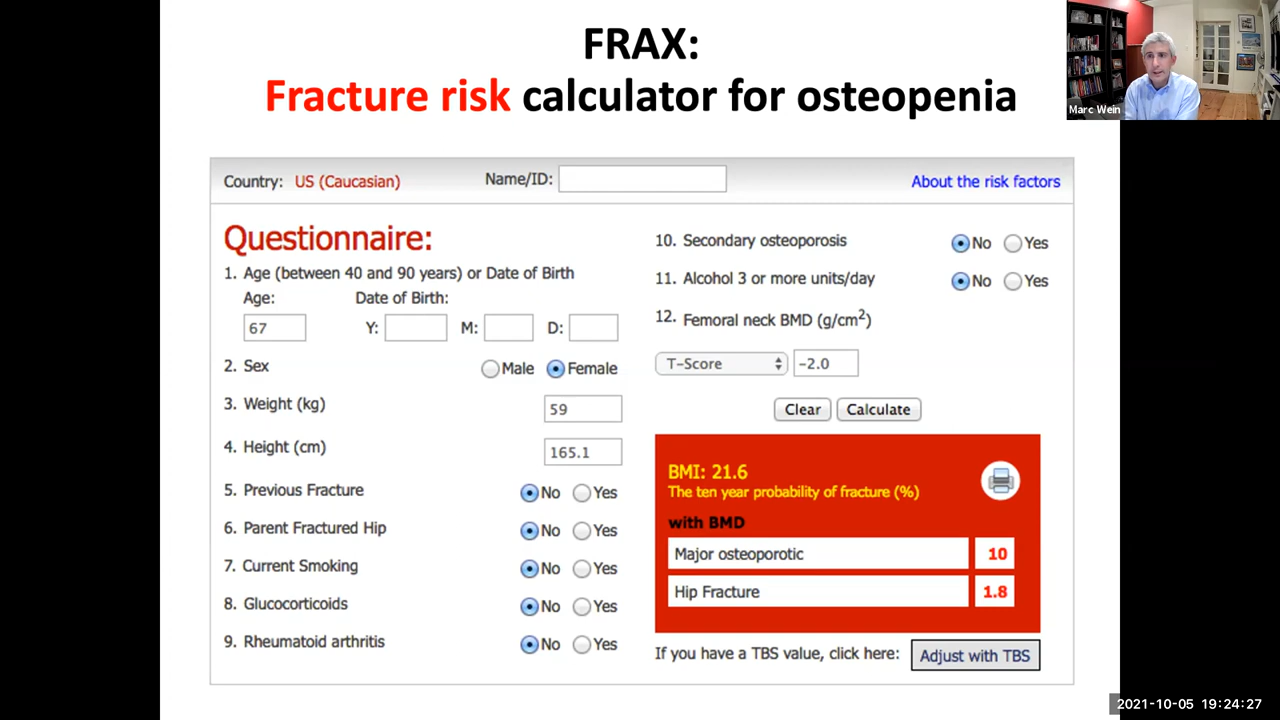 FRAX:
Fracture risk calculator for osteopenia
Marc Wein
Country: US (Caucasian) Name/ID: About the risk factors
Questionnaire:
1. Age (between 40 and 90 years) or Date of Birth
Age: Date of Birth:
67 Y: M: D:
2. Sex Male Female
3. Weight (kg) 59
4. Height (cm) 165.1
5. Previous Fracture No Yes
6. Parent Fractured Hip No Yes
7. Current Smoking No Yes
8. Glucocorticoids No Yes
9. Rheumatoid arthritis No Yes
10. Secondary osteoporosis No Yes
11. Alcohol 3 or more units/day No Yes
12. Femoral neck BMD (g/cm²)
T-Score -2.0
Clear Calculate
BMI: 21.6
The ten year probability of fracture (%)
with BMD
Major osteoporotic 10
Hip Fracture 1.8
If you have a TBS value, click here: Adjust with TBS
2021-10-05 19:24:27